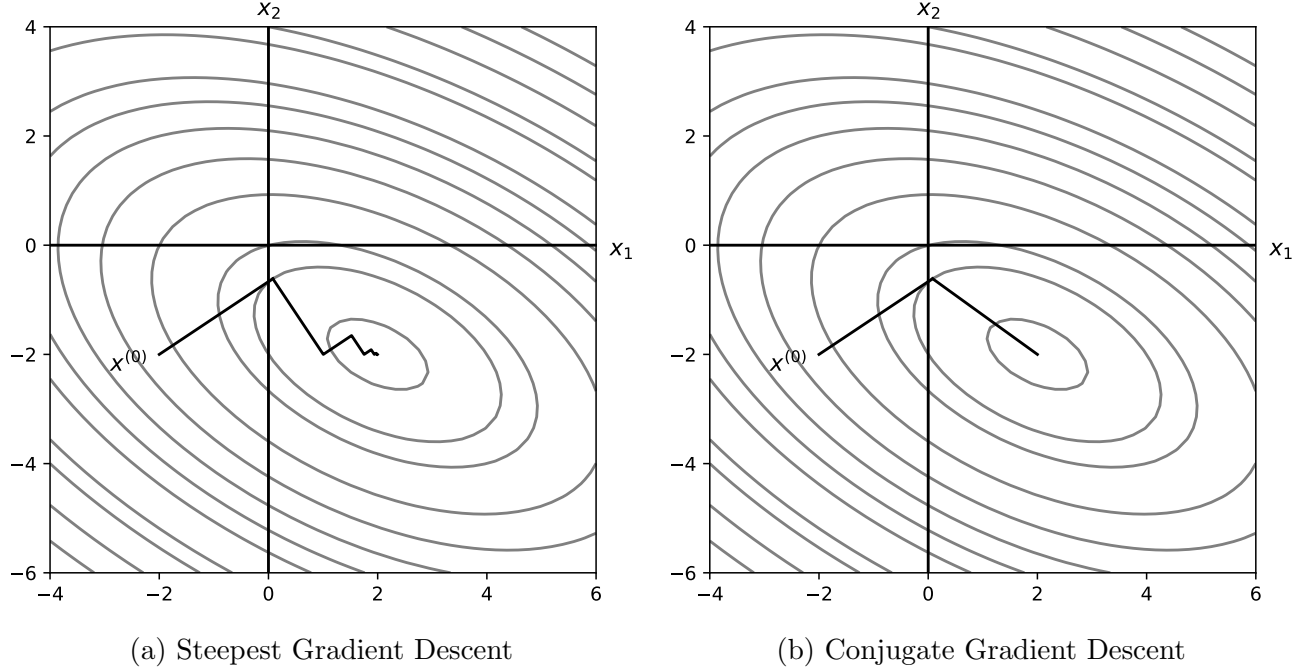 x₂
4
2
0
−2
−4
−6
−4 −2 0 2 4 6
x₁
x⁽⁰⁾
(a) Steepest Gradient Descent
x₂
4
2
0
−2
−4
−6
−4 −2 0 2 4 6
x₁
x⁽⁰⁾
(b) Conjugate Gradient Descent